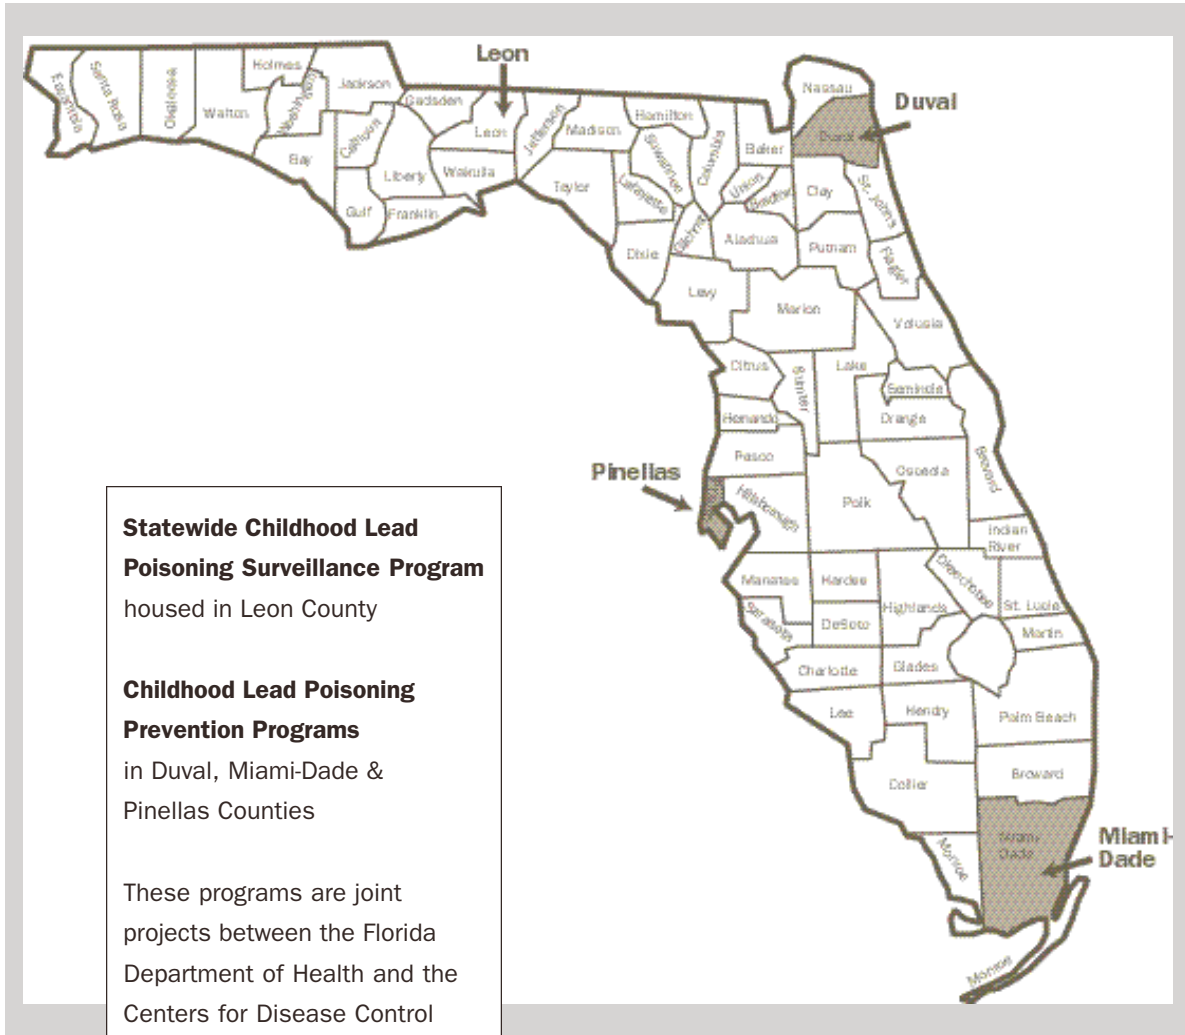 Leon
Duval
Pinellas
Miami-
Dade
Escambia
Santa Rosa
Okaloosa
Walton
Holmes
Washington
Jackson
Bay
Calhoun
Gulf
Gadsden
Liberty
Franklin
Leon
Wakulla
Jefferson
Madison
Taylor
Hamilton
Suwannee
Lafayette
Dixie
Columbia
Gilchrist
Baker
Union
Bradford
Alachua
Levy
Nassau
Duval
Clay
St. Johns
Putnam
Flagler
Marion
Volusia
Citrus
Sumter
Lake
Seminole
Orange
Hernando
Pasco
Hillsborough
Polk
Osceola
Brevard
Indian
River
Manatee
Hardee
Highlands
Okeechobee
St. Lucie
Sarasota
DeSoto
Martin
Charlotte
Glades
Lee
Hendry
Palm Beach
Collier
Broward
Monroe
Miami-
Dade
Monroe
Statewide Childhood Lead
Poisoning Surveillance Program
housed in Leon County
Childhood Lead Poisoning
Prevention Programs
in Duval, Miami-Dade &
Pinellas Counties
These programs are joint
projects between the Florida
Department of Health and the
Centers for Disease Control